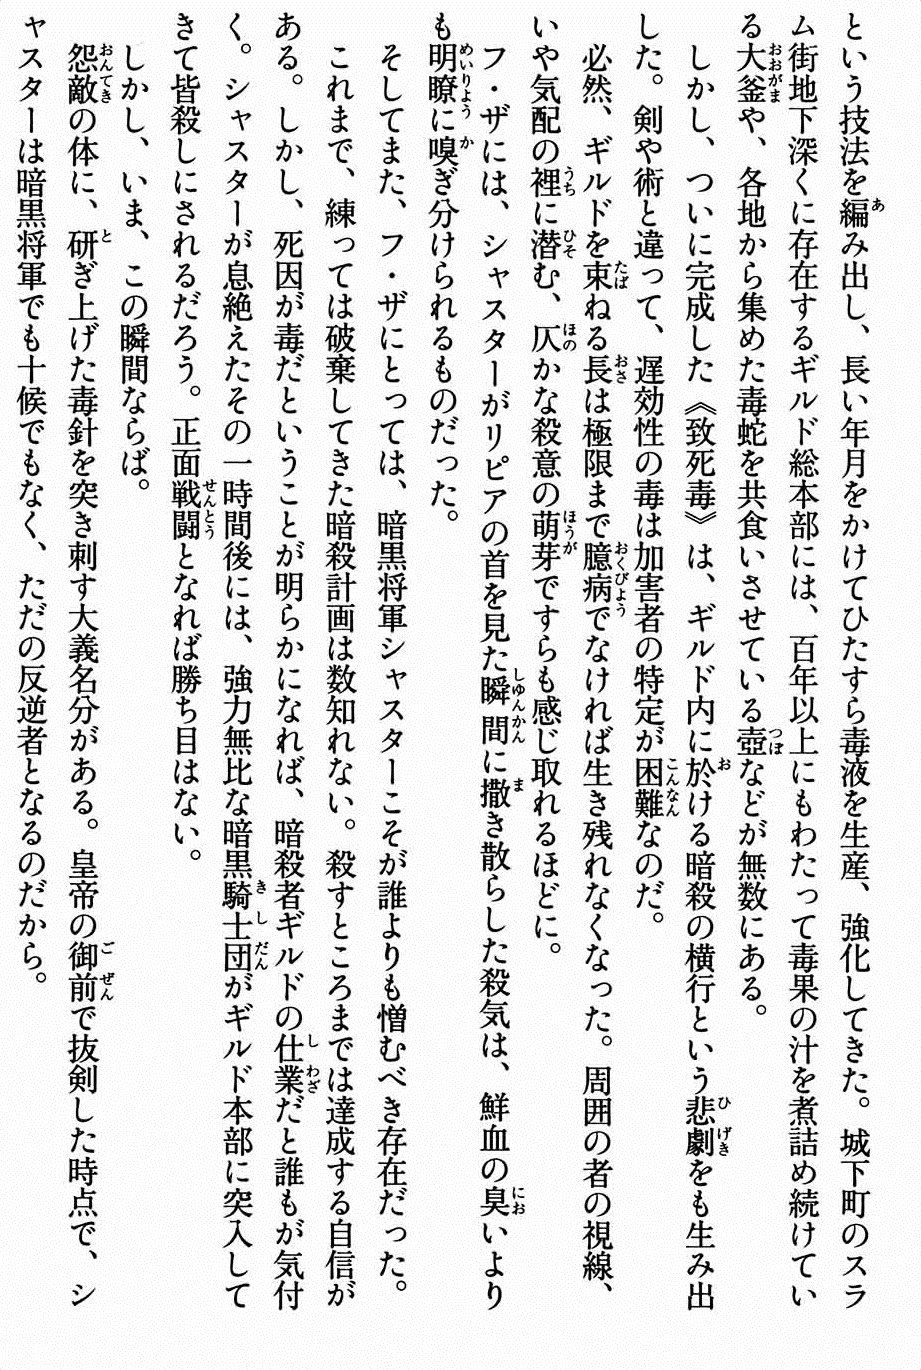 という技法を編み出し、長い年月をかけてひたすら毒液を生産、強化してきた。城下町のスラ
ム街地下深くに存在するギルド総本部には、百年以上にもわたって毒果の汁を煮詰め続けてい
る大釜や、各地から集めた毒蛇を共食いさせている壺などが無数にある。
しかし、ついに完成した《致死毒》は、ギルド内に於ける暗殺の横行という悲劇をも生み出
した。剣や術と違って、遅効性の毒は加害者の特定が困難なのだ。
必然、ギルドを束ねる長は極限まで臆病でなければ生き残れなくなった。周囲の者の視線、
いや気配の裡に潜む、仄かな殺意の萌芽ですらも感じ取れるほどに。
フ・ザには、シャスターがリピアの首を見た瞬間に撒き散らした殺気は、鮮血の臭いより
も明瞭に嗅ぎ分けられるものだった。
そしてまた、フ・ザにとっては、暗黒将軍シャスターこそが誰よりも憎むべき存在だった。
これまで、練っては破棄してきた暗殺計画は数知れない。殺すところまでは達成する自信が
ある。しかし、死因が毒だということが明らかになれば、暗殺者ギルドの仕業だと誰もが気付
く。シャスターが息絶えたその一時間後には、強力無比な暗黒騎士団がギルド本部に突入して
きて皆殺しにされるだろう。正面戦闘となれば勝ち目はない。
しかし、いま、この瞬間ならば。
怨敵の体に、研ぎ上げた毒針を突き刺す大義名分がある。皇帝の御前で抜剣した時点で、シ
ャスターは暗黒将軍でも十候でもなく、ただの反逆者となるのだから。